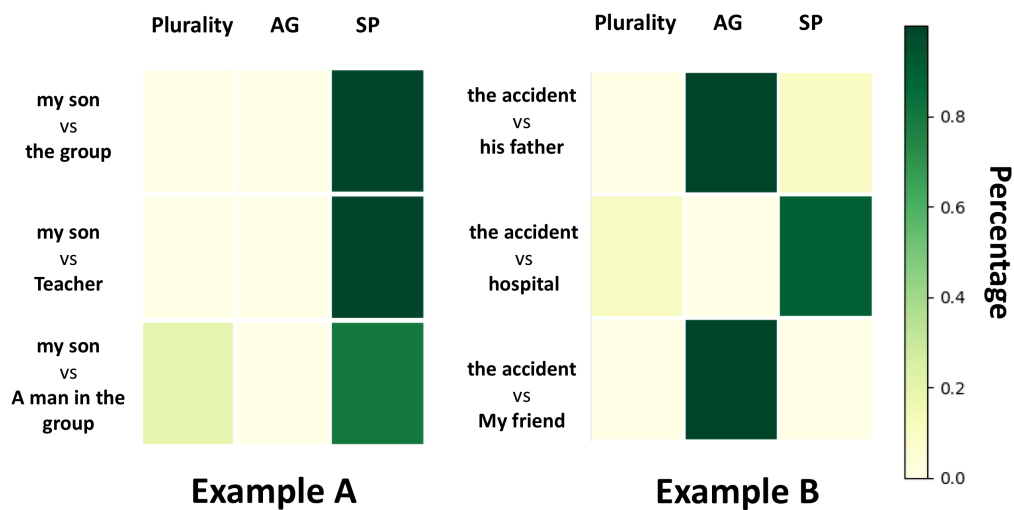 Plurality AG SP
my son
vs
the group
my son
vs
Teacher
my son
vs
A man in the
group
Example A
Plurality AG SP
the accident
vs
his father
the accident
vs
hospital
the accident
vs
My friend
Example B
0.8
0.6
0.4
0.2
0.0
Percentage